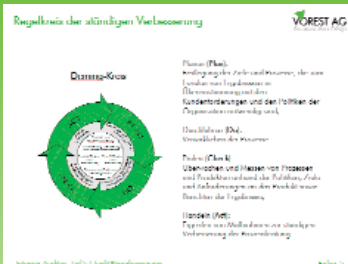 Regelkreis der ständigen Verbesserung
VOREST AG
Deming-Kreis
Planen (Plan):
Festlegung der Ziele und Prozesse, die zum
Erzielen von Ergebnissen in
Übereinstimmung mit den
Kundenforderungen und den Politiken der
Organisation notwendig sind,
Durchführen (Do):
Verwirklichen der Prozesse
Prüfen (Check):
Überwachen und Messen von Prozessen
und Produkten anhand der Politiken, Ziele
und Anforderungen an das Produkt sowie
Berichten der Ergebnisse,
Handeln (Act):
Ergreifen von Maßnahmen zur ständigen
Verbesserung der Prozessleistung